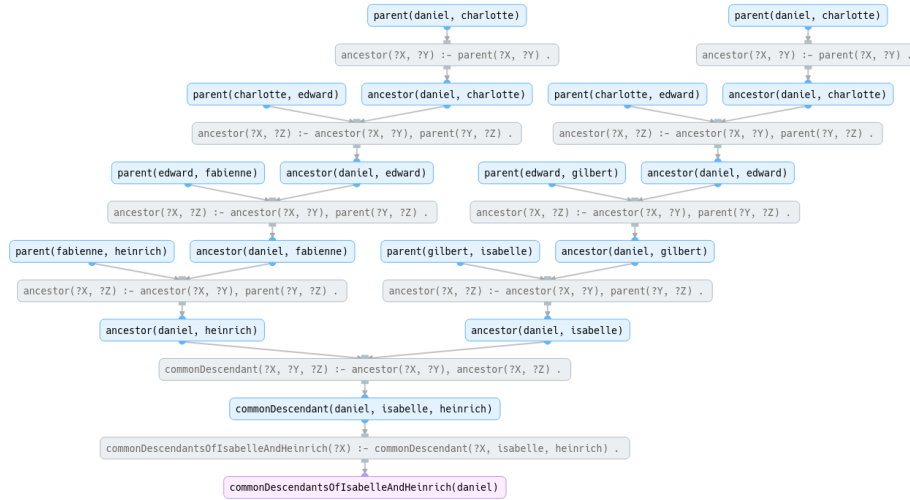 parent(daniel, charlotte) parent(daniel, charlotte)
ancestor(?X, ?Y) :- parent(?X, ?Y) . ancestor(?X, ?Y) :- parent(?X, ?Y) .
parent(charlotte, edward) ancestor(daniel, charlotte) parent(charlotte, edward) ancestor(daniel, charlotte)
ancestor(?X, ?Z) :- ancestor(?X, ?Y), parent(?Y, ?Z) . ancestor(?X, ?Z) :- ancestor(?X, ?Y), parent(?Y, ?Z) .
parent(edward, fabienne) ancestor(daniel, edward) parent(edward, gilbert) ancestor(daniel, edward)
ancestor(?X, ?Z) :- ancestor(?X, ?Y), parent(?Y, ?Z) . ancestor(?X, ?Z) :- ancestor(?X, ?Y), parent(?Y, ?Z) .
parent(fabienne, heinrich) ancestor(daniel, fabienne) parent(gilbert, isabelle) ancestor(daniel, gilbert)
ancestor(?X, ?Z) :- ancestor(?X, ?Y), parent(?Y, ?Z) . ancestor(?X, ?Z) :- ancestor(?X, ?Y), parent(?Y, ?Z) .
ancestor(daniel, heinrich) ancestor(daniel, isabelle)
commonDescendant(?X, ?Y, ?Z) :- ancestor(?X, ?Y), ancestor(?X, ?Z) .
commonDescendant(daniel, isabelle, heinrich)
commonDescendantsOfIsabelleAndHeinrich(?X) :- commonDescendant(?X, isabelle, heinrich) .
commonDescendantsOfIsabelleAndHeinrich(daniel)